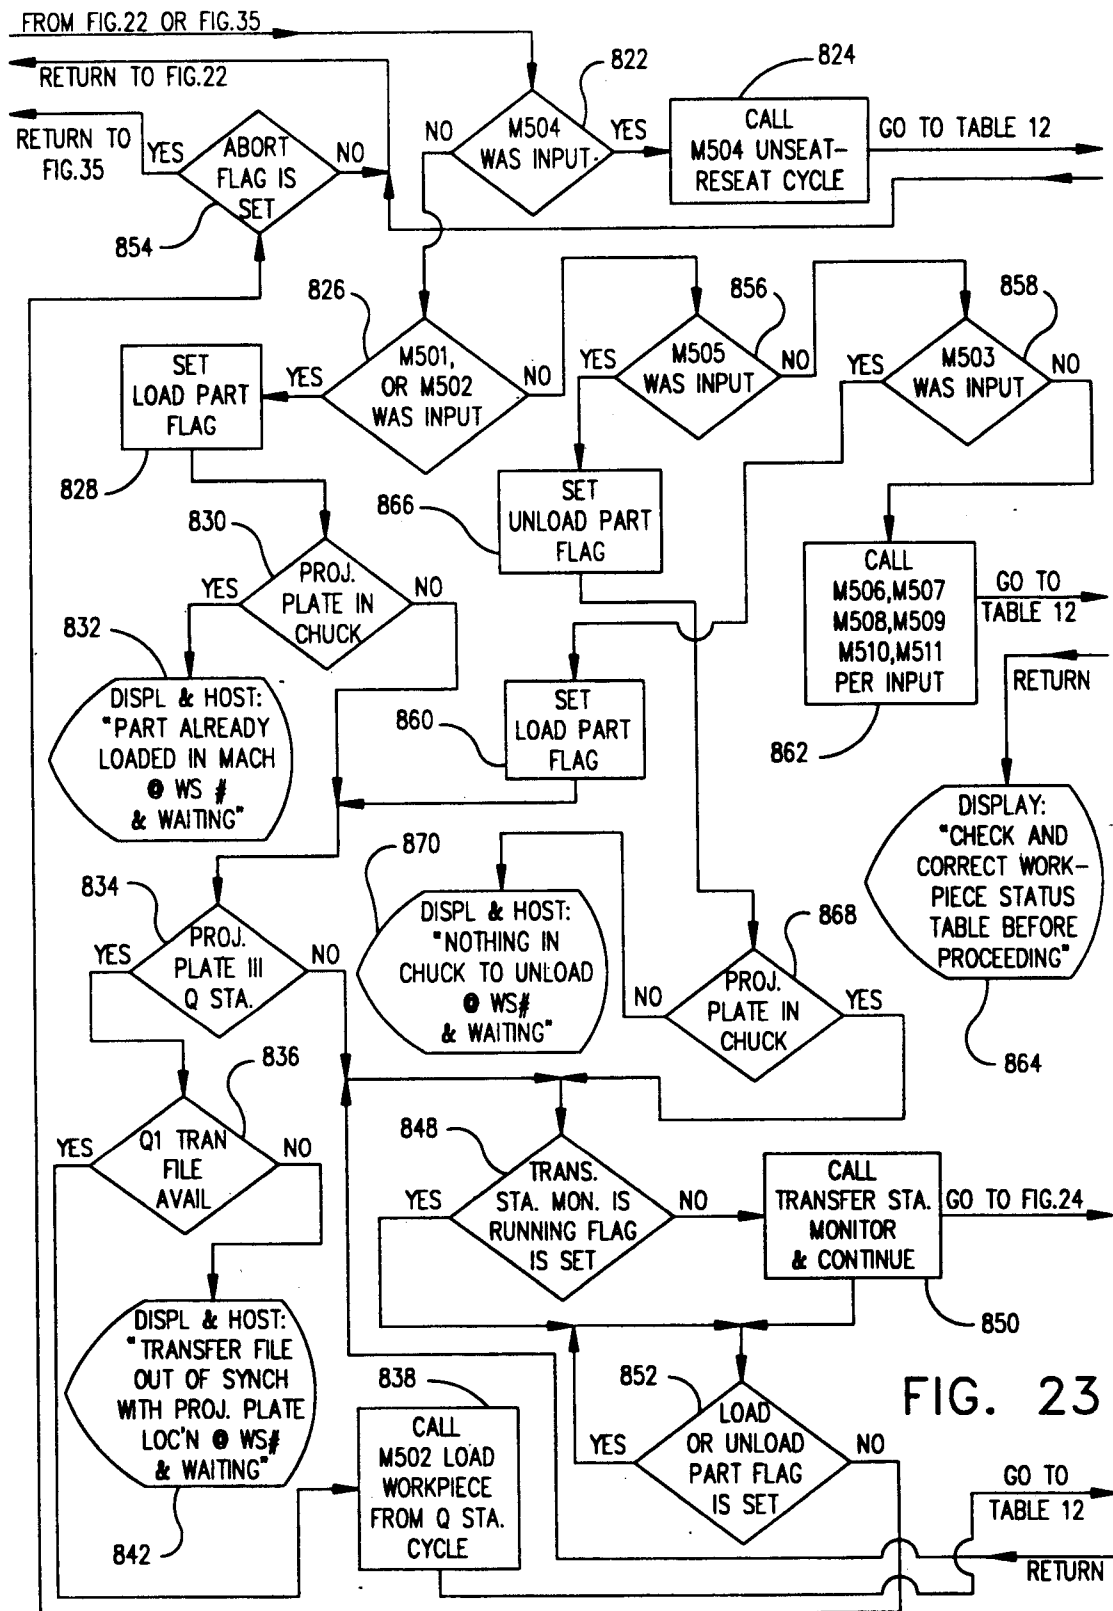 FROM FIG.22 OR FIG.35
RETURN TO FIG.22
822
824
RETURN TO
FIG.35
YES
ABORT
FLAG IS
SET
NO
854
NO
M504
WAS INPUT
YES
CALL
M504 UNSEAT-
RESEAT CYCLE
GO TO TABLE 12
826
856
858
SET
LOAD PART
FLAG
828
YES
M501,
OR M502
WAS INPUT
NO
YES
M505
WAS INPUT
NO
YES
M503
WAS INPUT
NO
830
866
SET
UNLOAD PART
FLAG
YES
PROJ.
PLATE IN
CHUCK
NO
CALL
M506,M507
M508,M509
M510,M511
PER INPUT
GO TO
TABLE 12
RETURN
862
832
DISPL & HOST:
"PART ALREADY
LOADED IN MACH
@ WS #
& WAITING"
860
SET
LOAD PART
FLAG
DISPLAY:
"CHECK AND
CORRECT WORK-
PIECE STATUS
TABLE BEFORE
PROCEEDING"
864
870
DISPL & HOST:
"NOTHING IN
CHUCK TO UNLOAD
@ WS#
& WAITING"
868
NO
PROJ.
PLATE IN
CHUCK
YES
834
YES
PROJ.
PLATE III
Q STA.
NO
836
YES
Q1 TRAN
FILE
AVAIL
NO
848
YES
TRANS.
STA. MON. IS
RUNNING FLAG
IS SET
NO
CALL
TRANSFER STA.
MONITOR
& CONTINUE
GO TO FIG.24
850
DISPL & HOST:
"TRANSFER FILE
OUT OF SYNCH
WITH PROJ. PLATE
LOC'N @ WS#
& WAITING"
842
838
CALL
M502 LOAD
WORKPIECE
FROM Q STA.
CYCLE
852
YES
LOAD
OR UNLOAD
PART FLAG
IS SET
NO
FIG. 23
GO TO
TABLE 12
RETURN